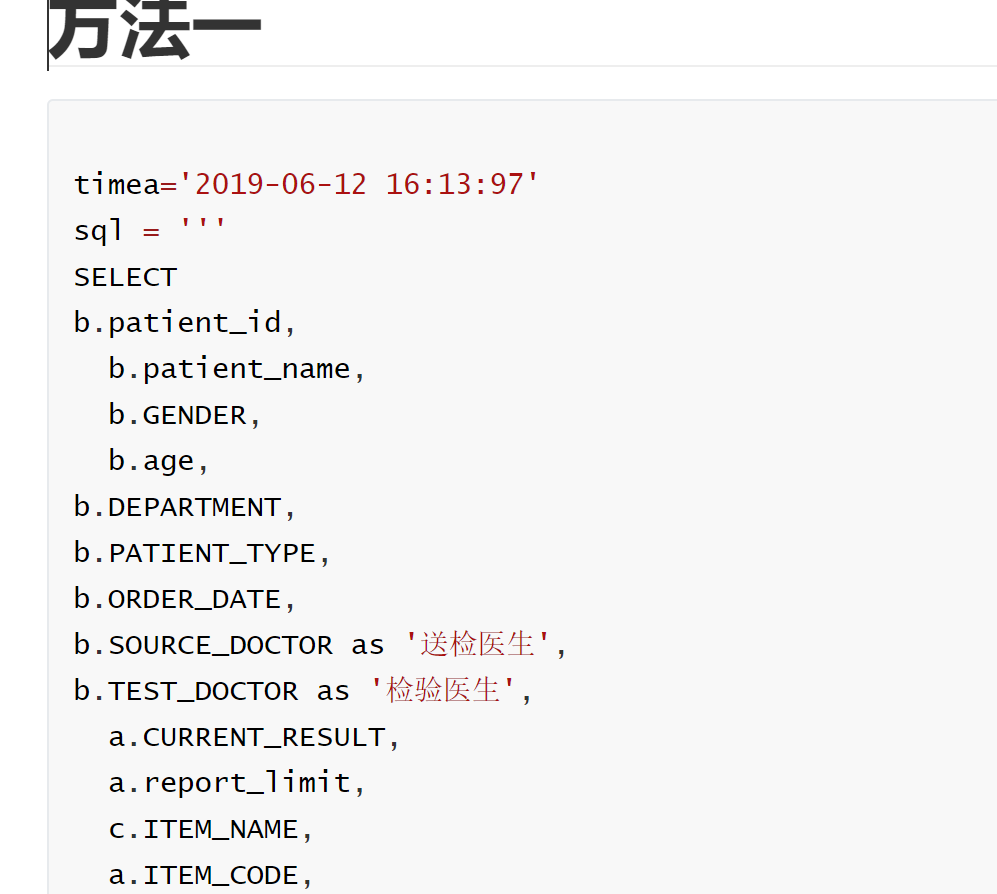 方法一
timea='2019-06-12 16:13:97'
sql = '''
SELECT
b.patient_id,
b.patient_name,
b.GENDER,
b.age,
b.DEPARTMENT,
b.PATIENT_TYPE,
b.ORDER_DATE,
b.SOURCE_DOCTOR as '送检医生',
b.TEST_DOCTOR as '检验医生',
a.CURRENT_RESULT,
a.report_limit,
c.ITEM_NAME,
a.ITEM_CODE,